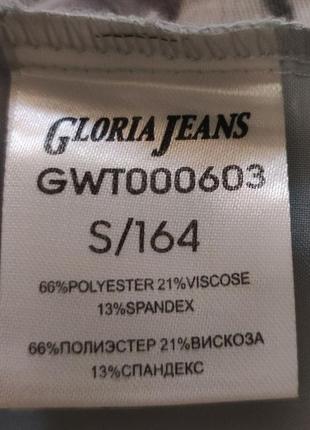 GLORIA JEANS
GWT000603
S/164
66%POLYESTER 21%VISCOSE
13%SPANDEX
66%ПОЛИЭСТЕР 21%ВИСКОЗА
13%СПАНДЕКС